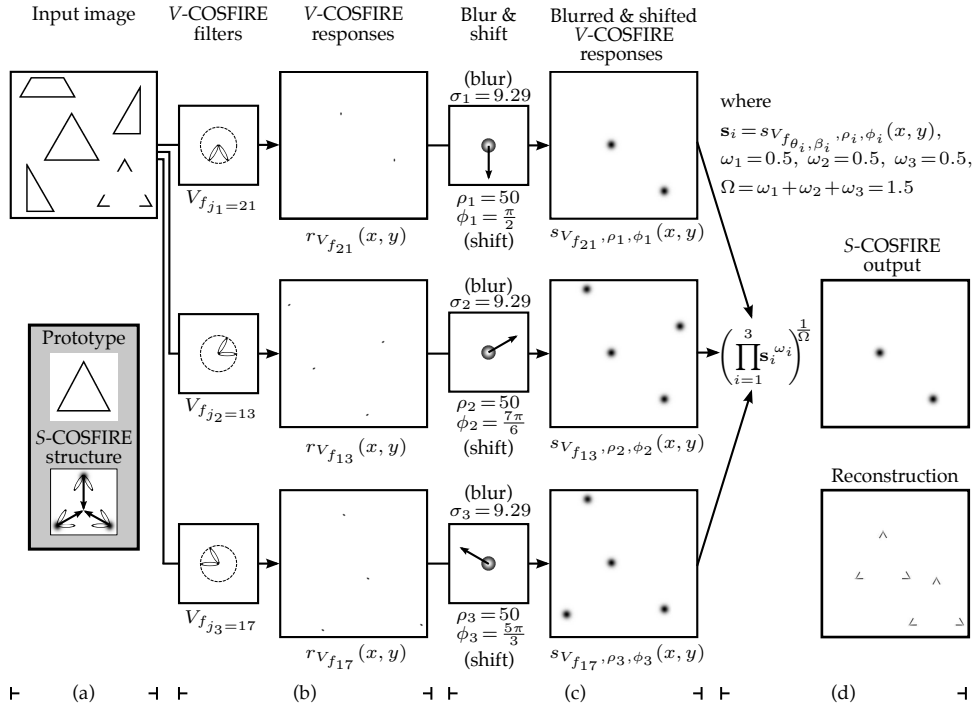 Input image
V-COSFIRE filters
V-COSFIRE responses
Blur & shift
Blurred & shifted V-COSFIRE responses
(blur)
σ₁=9.29
ρ₁=50
ϕ₁=π/2
(shift)
V_{f_{j₁=21}}
r_{V_{f₂₁}}(x, y)
s_{V_{f₂₁},ρ₁,ϕ₁}(x, y)
where
s_i=s_{V_{f_{θ_i,β_i}},ρ_i,ϕ_i}(x, y),
ω₁=0.5, ω₂=0.5, ω₃=0.5,
Ω=ω₁+ω₂+ω₃=1.5
Prototype
S-COSFIRE structure
(blur)
σ₂=9.29
ρ₂=50
ϕ₂=7π/6
(shift)
V_{f_{j₂=13}}
r_{V_{f₁₃}}(x, y)
s_{V_{f₁₃},ρ₂,ϕ₂}(x, y)
(∏_{i=1}^{3} s_i^{ω_i})^{1/Ω}
S-COSFIRE output
(blur)
σ₃=9.29
ρ₃=50
ϕ₃=5π/3
(shift)
V_{f_{j₃=17}}
r_{V_{f₁₇}}(x, y)
s_{V_{f₁₇},ρ₃,ϕ₃}(x, y)
Reconstruction
(a)
(b)
(c)
(d)